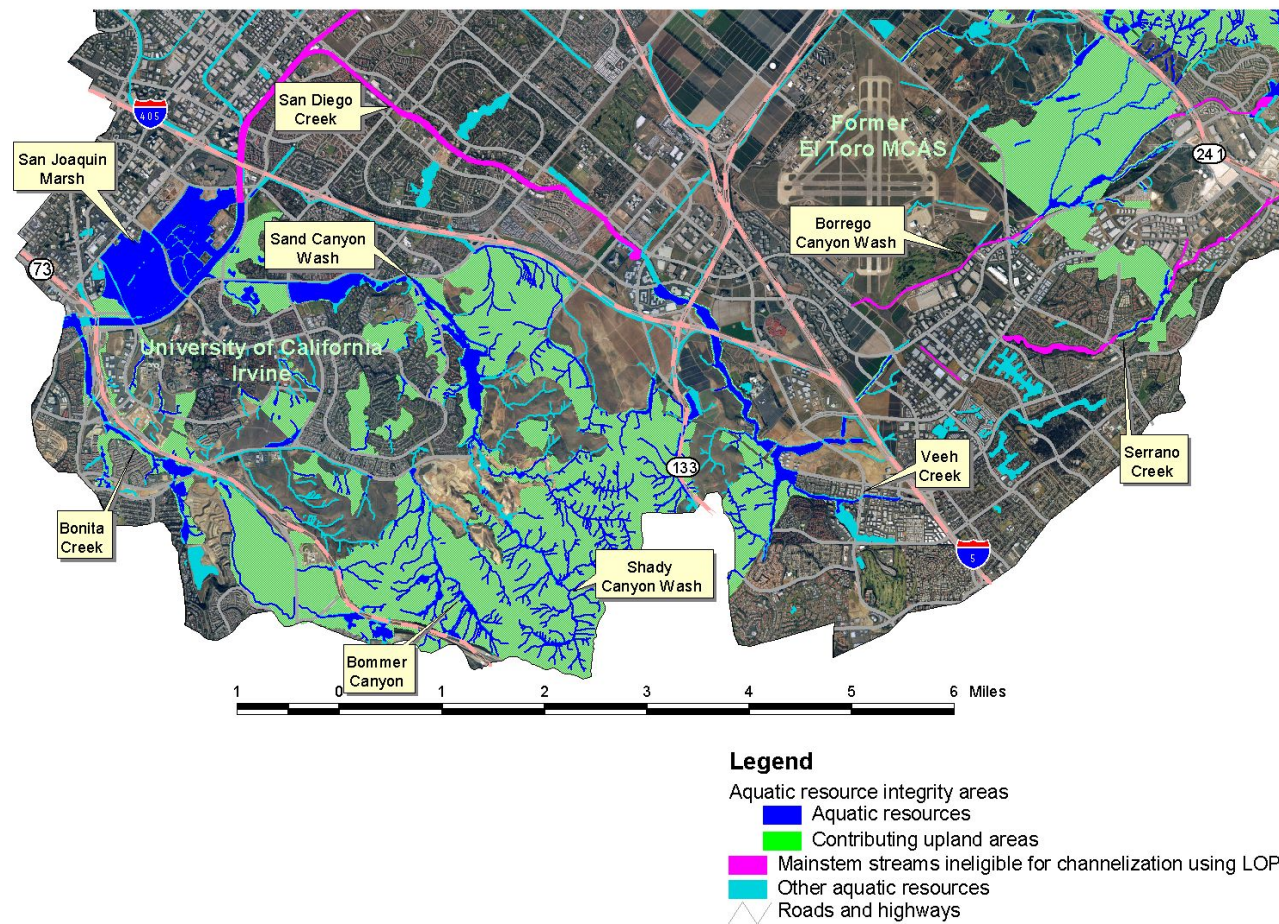 405
San Diego
Creek
San Joaquin
Marsh
Former
El Toro MCAS
241
73
Sand Canyon
Wash
Borrego
Canyon Wash
University of California
Irvine
133
Veeh
Creek
Serrano
Creek
Bonita
Creek
5
Shady
Canyon Wash
Bommer
Canyon
1 0 1 2 3 4 5 6 Miles
Legend
Aquatic resource integrity areas
Aquatic resources
Contributing upland areas
Mainstem streams ineligible for channelization using LOP
Other aquatic resources
Roads and highways